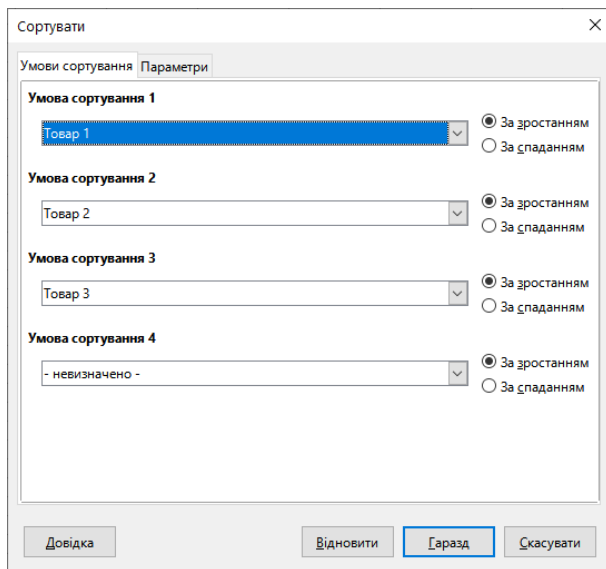 Сортувати
Умови сортування Параметри
Умова сортування 1
Товар 1
За зростанням
За спаданням
Умова сортування 2
Товар 2
За зростанням
За спаданням
Умова сортування 3
Товар 3
За зростанням
За спаданням
Умова сортування 4
- невизначено -
За зростанням
За спаданням
Довідка Відновити Гаразд Скасувати